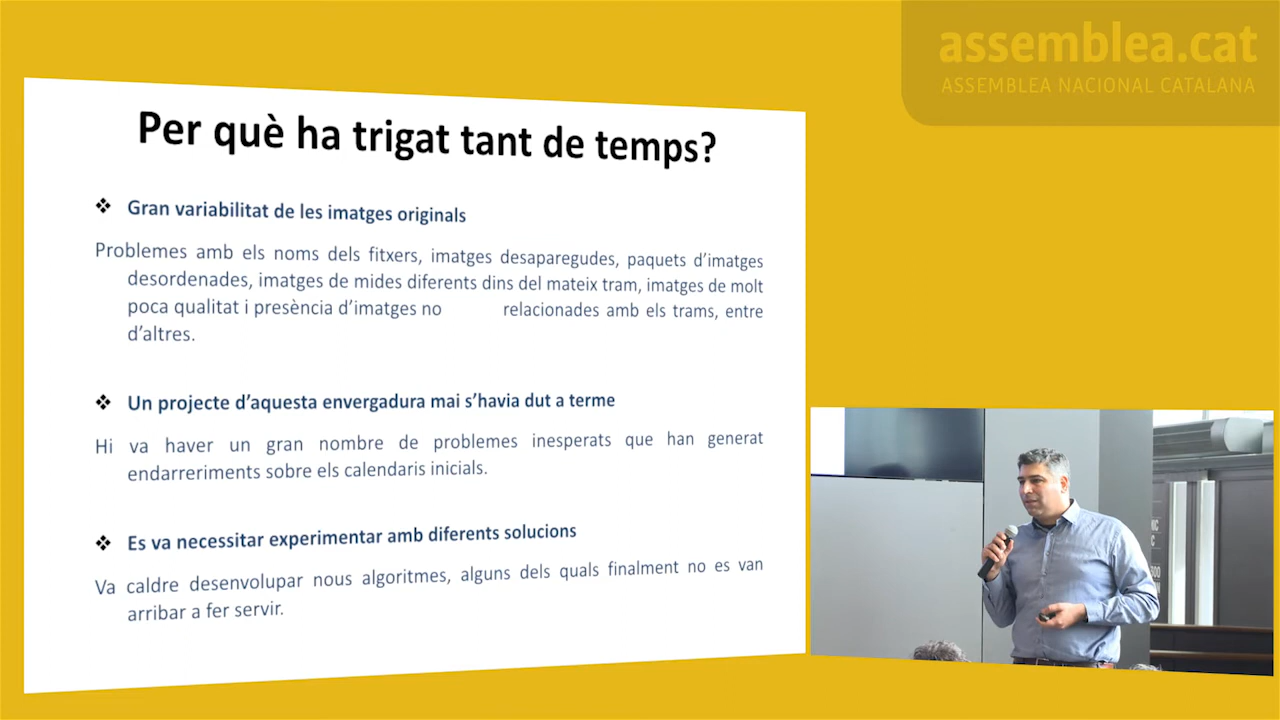 assemblea.cat
ASSEMBLEA NACIONAL CATALANA
Per què ha trigat tant de temps?
❖ Gran variabilitat de les imatges originals
Problemes amb els noms dels fitxers, imatges desaparegudes, paquets d’imatges
desordenades, imatges de mides diferents dins del mateix tram, imatges de molt
poca qualitat i presència d’imatges no relacionades amb els trams, entre
d’altres.
❖ Un projecte d’aquesta envergadura mai s’havia dut a terme
Hi va haver un gran nombre de problemes inesperats que han generat
endarreriments sobre els calendaris inicials.
❖ Es va necessitar experimentar amb diferents solucions
Va caldre desenvolupar nous algoritmes, alguns dels quals finalment no es van
arribar a fer servir.